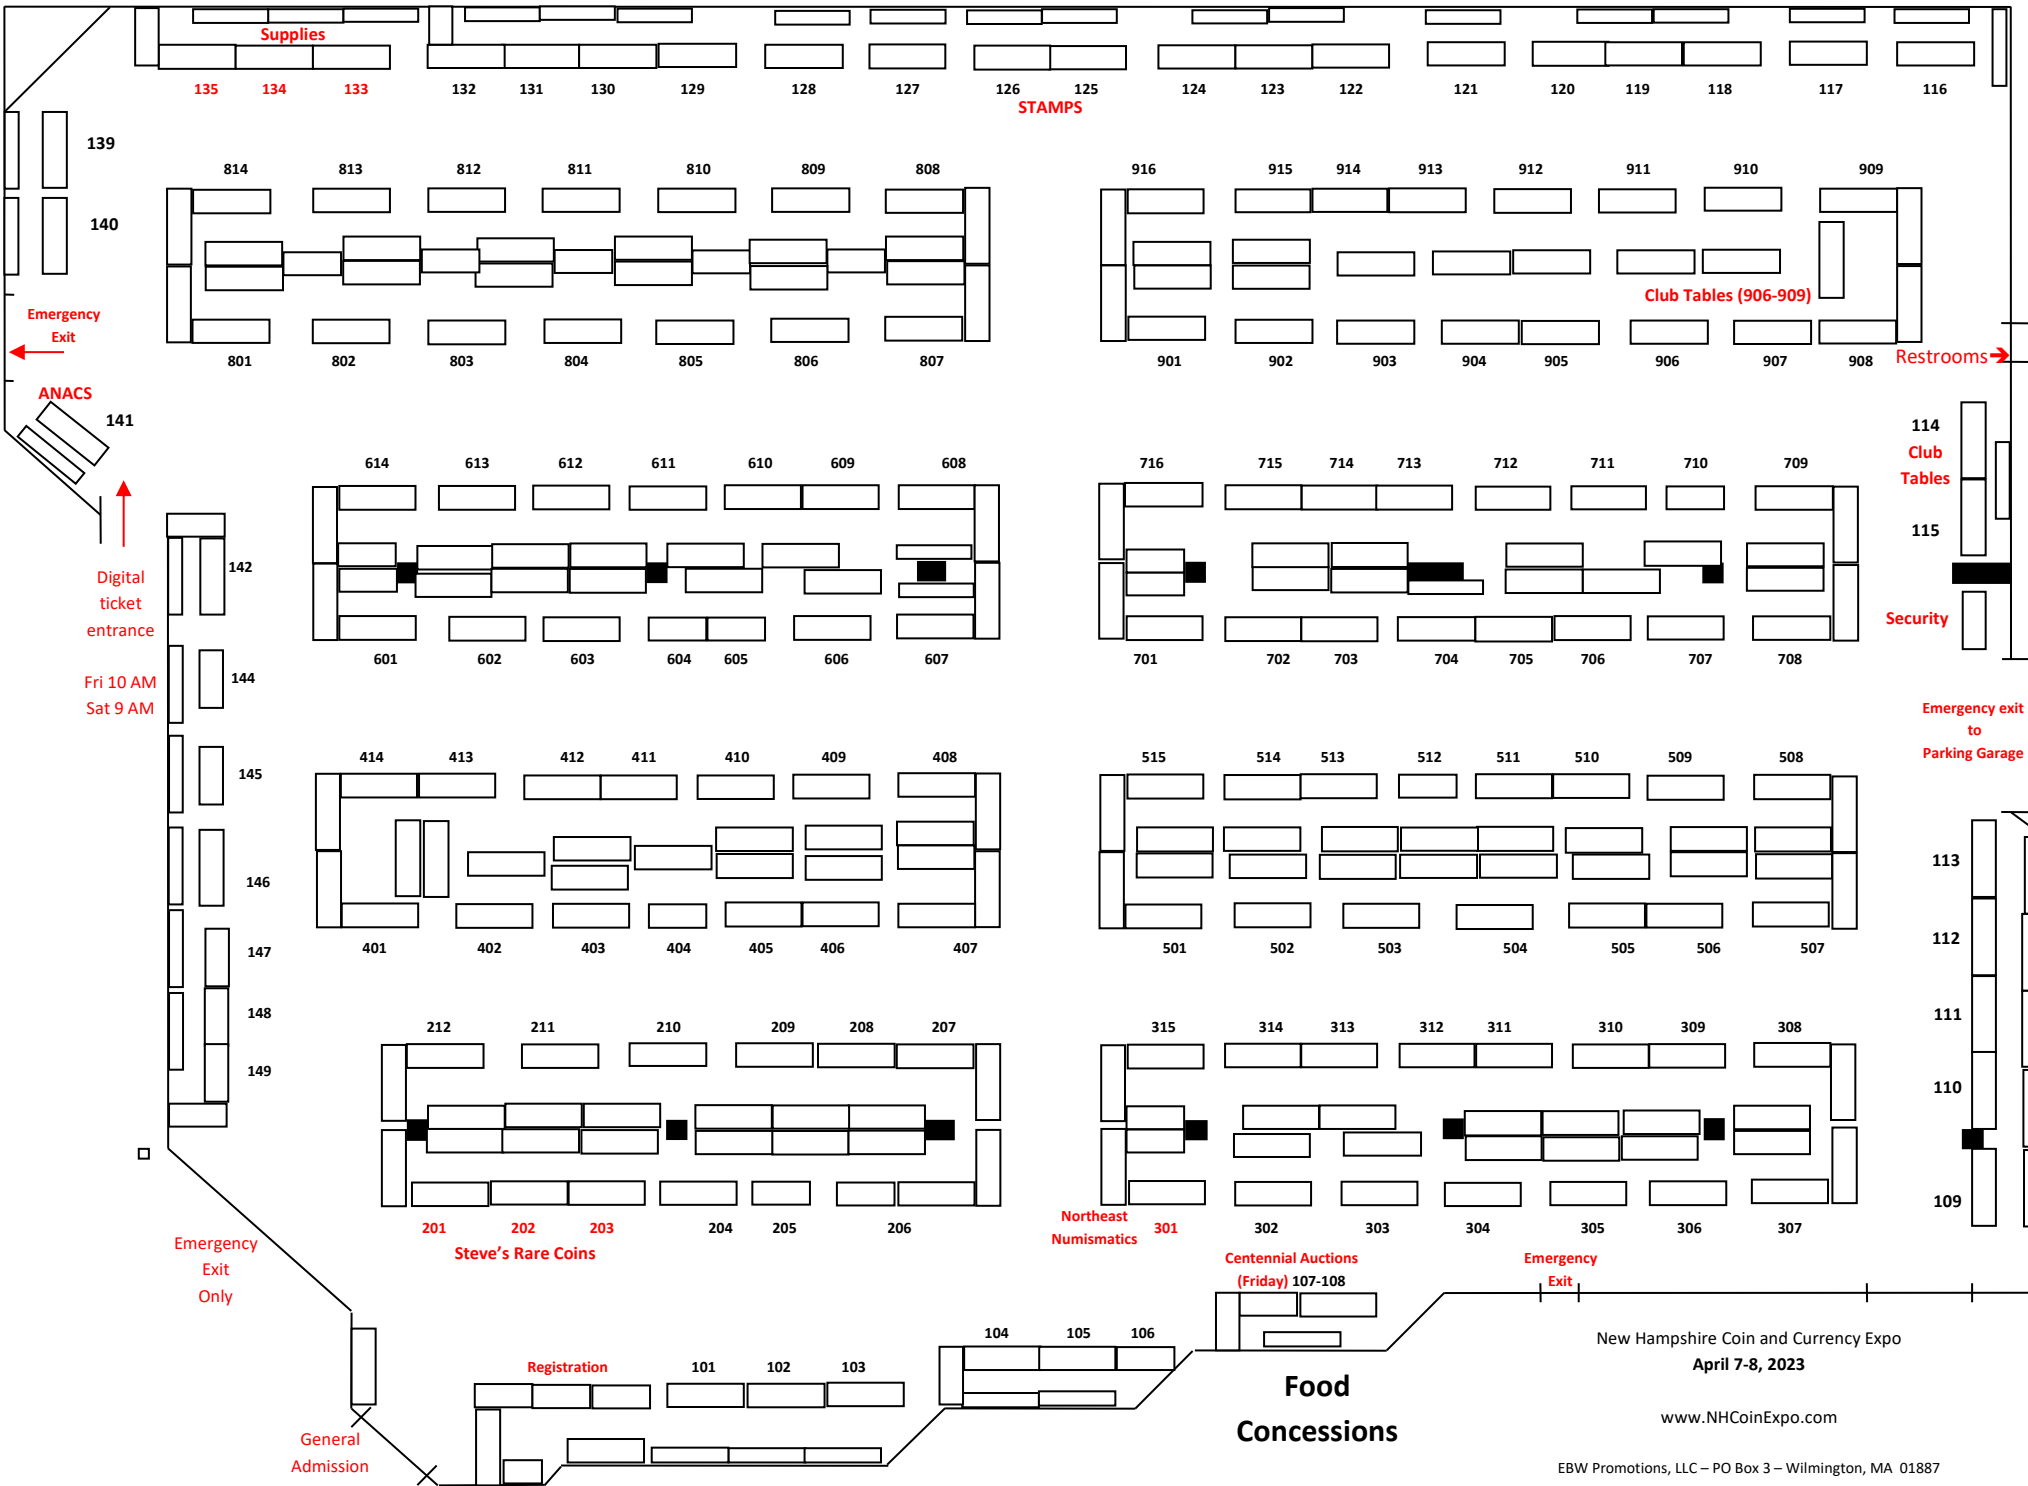 Supplies
135 134 133 132 131 130 129 128 127 126 125 124 123 122 121 120 119 118 117 116
STAMPS
139
814 813 812 811 810 809 808 916 915 914 913 912 911 910 909
140
Club Tables (906-909)
Emergency
Exit
801 802 803 804 805 806 807 901 902 903 904 905 906 907 908
Restrooms
ANACS
141
114
Club
Tables
115
614 613 612 611 610 609 608 716 715 714 713 712 711 710 709
142
Digital
ticket
entrance
Fri 10 AM
Sat 9 AM
Security
601 602 603 604 605 606 607 701 702 703 704 705 706 707 708
144
Emergency exit
to
Parking Garage
145
414 413 412 411 410 409 408 515 514 513 512 511 510 509 508
146
113
147
401 402 403 404 405 406 407 501 502 503 504 505 506 507
112
148
111
212 211 210 209 208 207 315 314 313 312 311 310 309 308
149
110
109
201 202 203 204 205 206
Northeast
Numismatics
301 302 303 304 305 306 307
Steve's Rare Coins
Emergency
Exit
Only
Centennial Auctions
(Friday) 107-108
Emergency
Exit
104 105 106
Registration
101 102 103
General
Admission
Food
Concessions
New Hampshire Coin and Currency Expo
April 7-8, 2023
www.NHCoinExpo.com
EBW Promotions, LLC – PO Box 3 – Wilmington, MA 01887